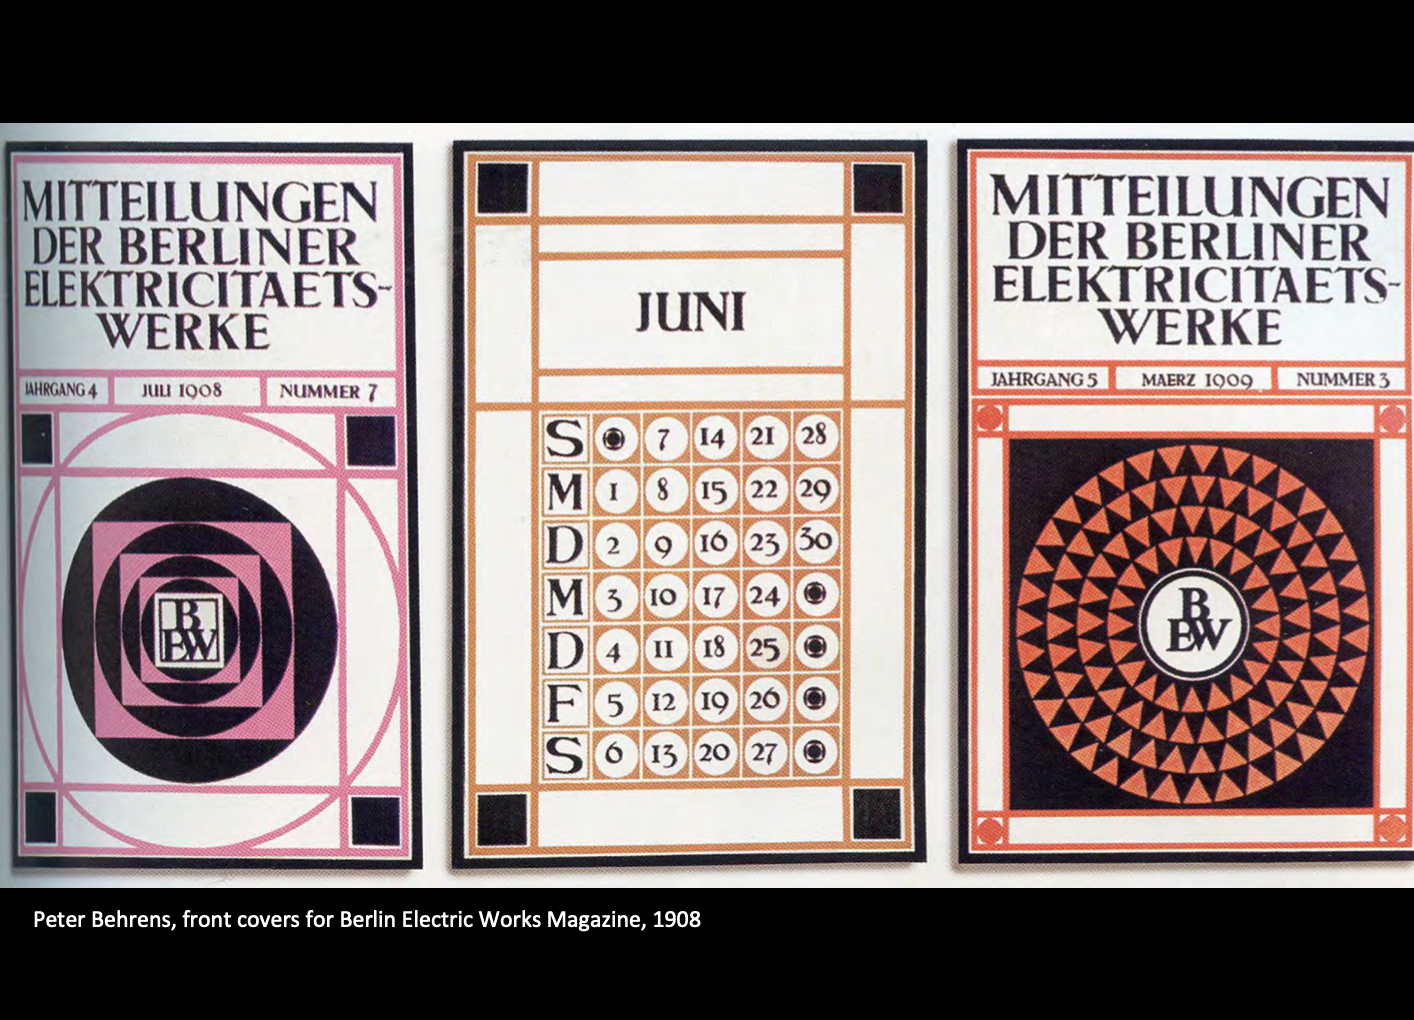 MITTEILUNGEN
DER BERLINER
ELEKTRICITAETS-
WERKE
JAHRGANG 4 JULI 1908 NUMMER 7
B
EW
JUNI
S 7 14 21 28
M 1 8 15 22 29
D 2 9 16 23 30
M 3 10 17 24
D 4 11 18 25
F 5 12 19 26
S 6 13 20 27
MITTEILUNGEN
DER BERLINER
ELEKTRICITAETS-
WERKE
JAHRGANG 5 MAERZ 1909 NUMMER 3
B
EW
Peter Behrens, front covers for Berlin Electric Works Magazine, 1908